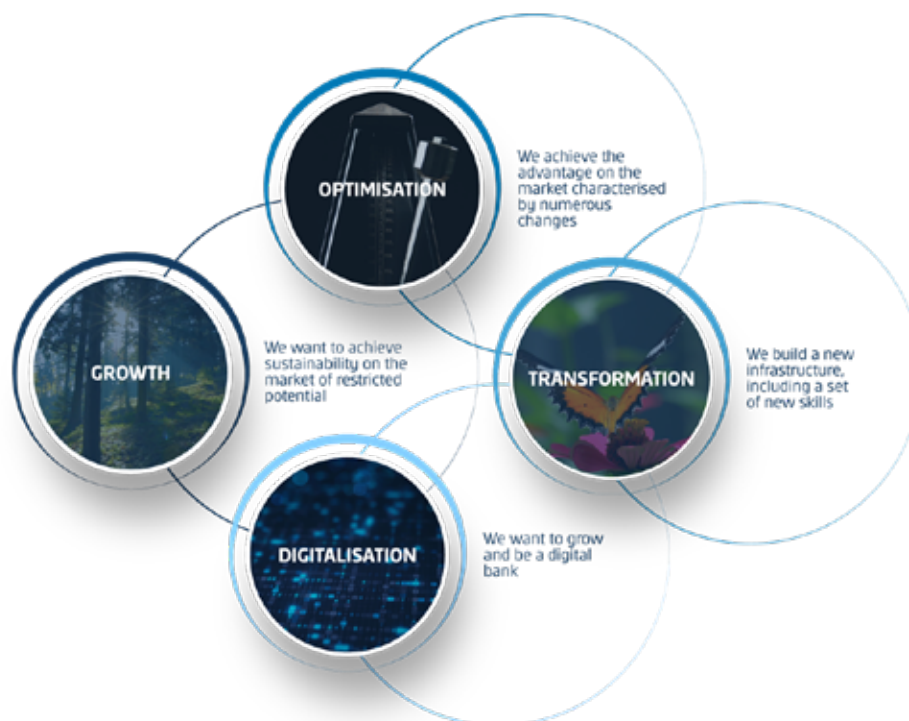 OPTIMISATION
We achieve the
advantage on the
market characterised
by numerous
changes
GROWTH
We want to achieve
sustainability on the
market of restricted
potential
TRANSFORMATION
We build a new
infrastructure,
including a set
of new skills
DIGITALISATION
We want to grow
and be a digital
bank